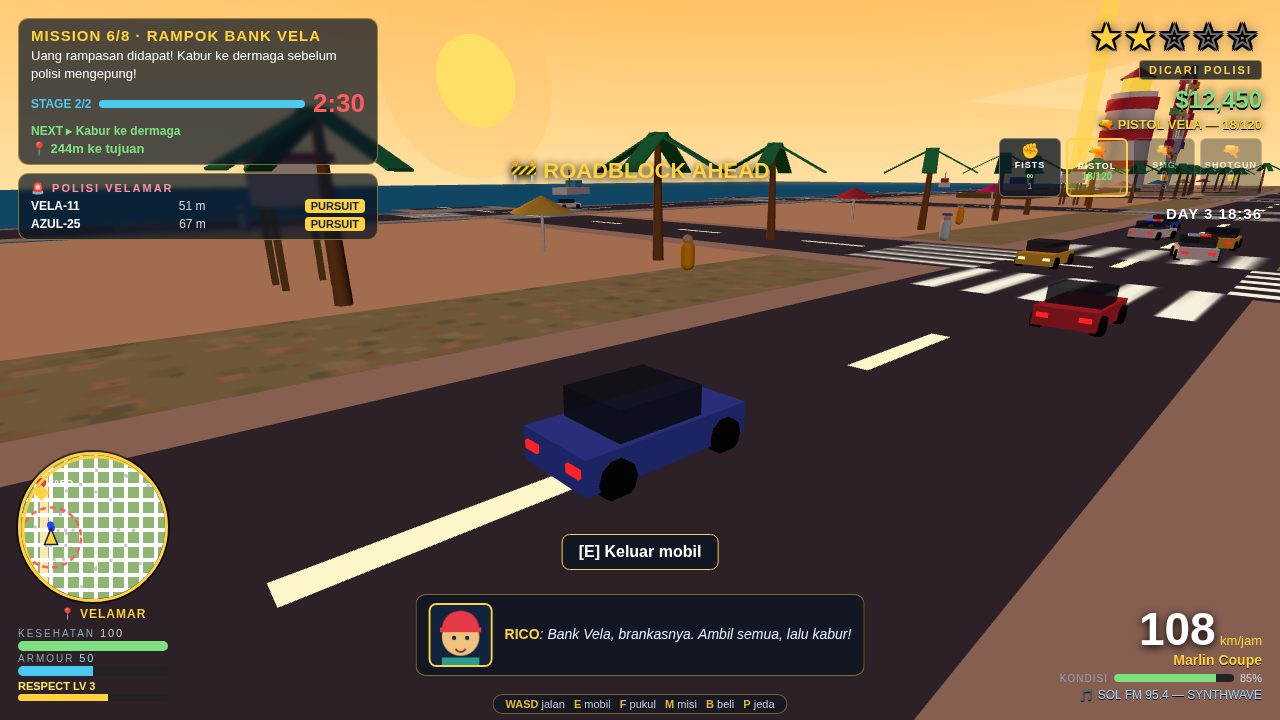 MISSION 6/8 · RAMPOK BANK VELA
Uang rampasan didapat! Kabur ke dermaga sebelum
polisi mengepung!
STAGE 2/2 2:30
NEXT ▸ Kabur ke dermaga
244m ke tujuan
POLISI VELAMAR
VELA-11 51 m PURSUIT
AZUL-25 67 m PURSUIT
ROADBLOCK AHEAD
DICARI POLISI
$12,450
PISTOL VELA — 18/120
FISTS
∞
1
PISTOL
18/120
SMG
SHOTGUN
DAY 3 18:36
[E] Keluar mobil
RICO: Bank Vela, brankasnya. Ambil semua, lalu kabur!
VELAMAR
KESEHATAN 100
ARMOUR 50
RESPECT LV 3
WASD jalan E mobil F pukul M misi B beli P jeda
108 km/jam
Marlin Coupe
KONDISI 85%
SOL FM 95.4 — SYNTHWAVE